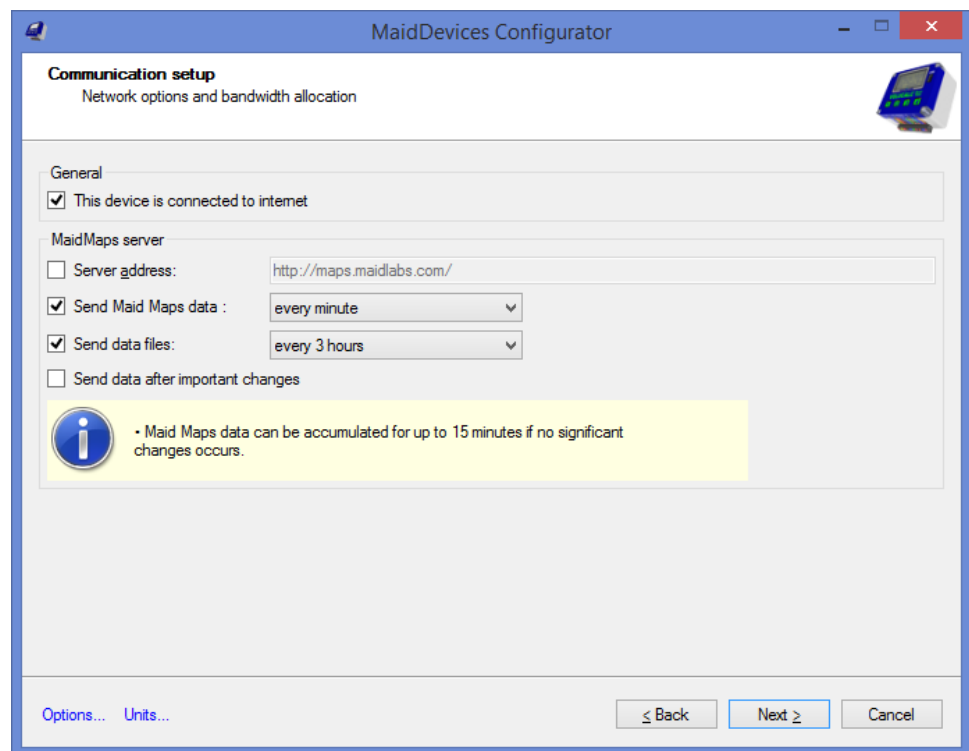 MaidDevices Configurator
Communication setup
Network options and bandwidth allocation
General
This device is connected to internet
MaidMaps server
Server address: http://maps.maidlabs.com/
Send Maid Maps data : every minute
Send data files: every 3 hours
Send data after important changes
• Maid Maps data can be accumulated for up to 15 minutes if no significant
changes occurs.
Options... Units... < Back Next > Cancel